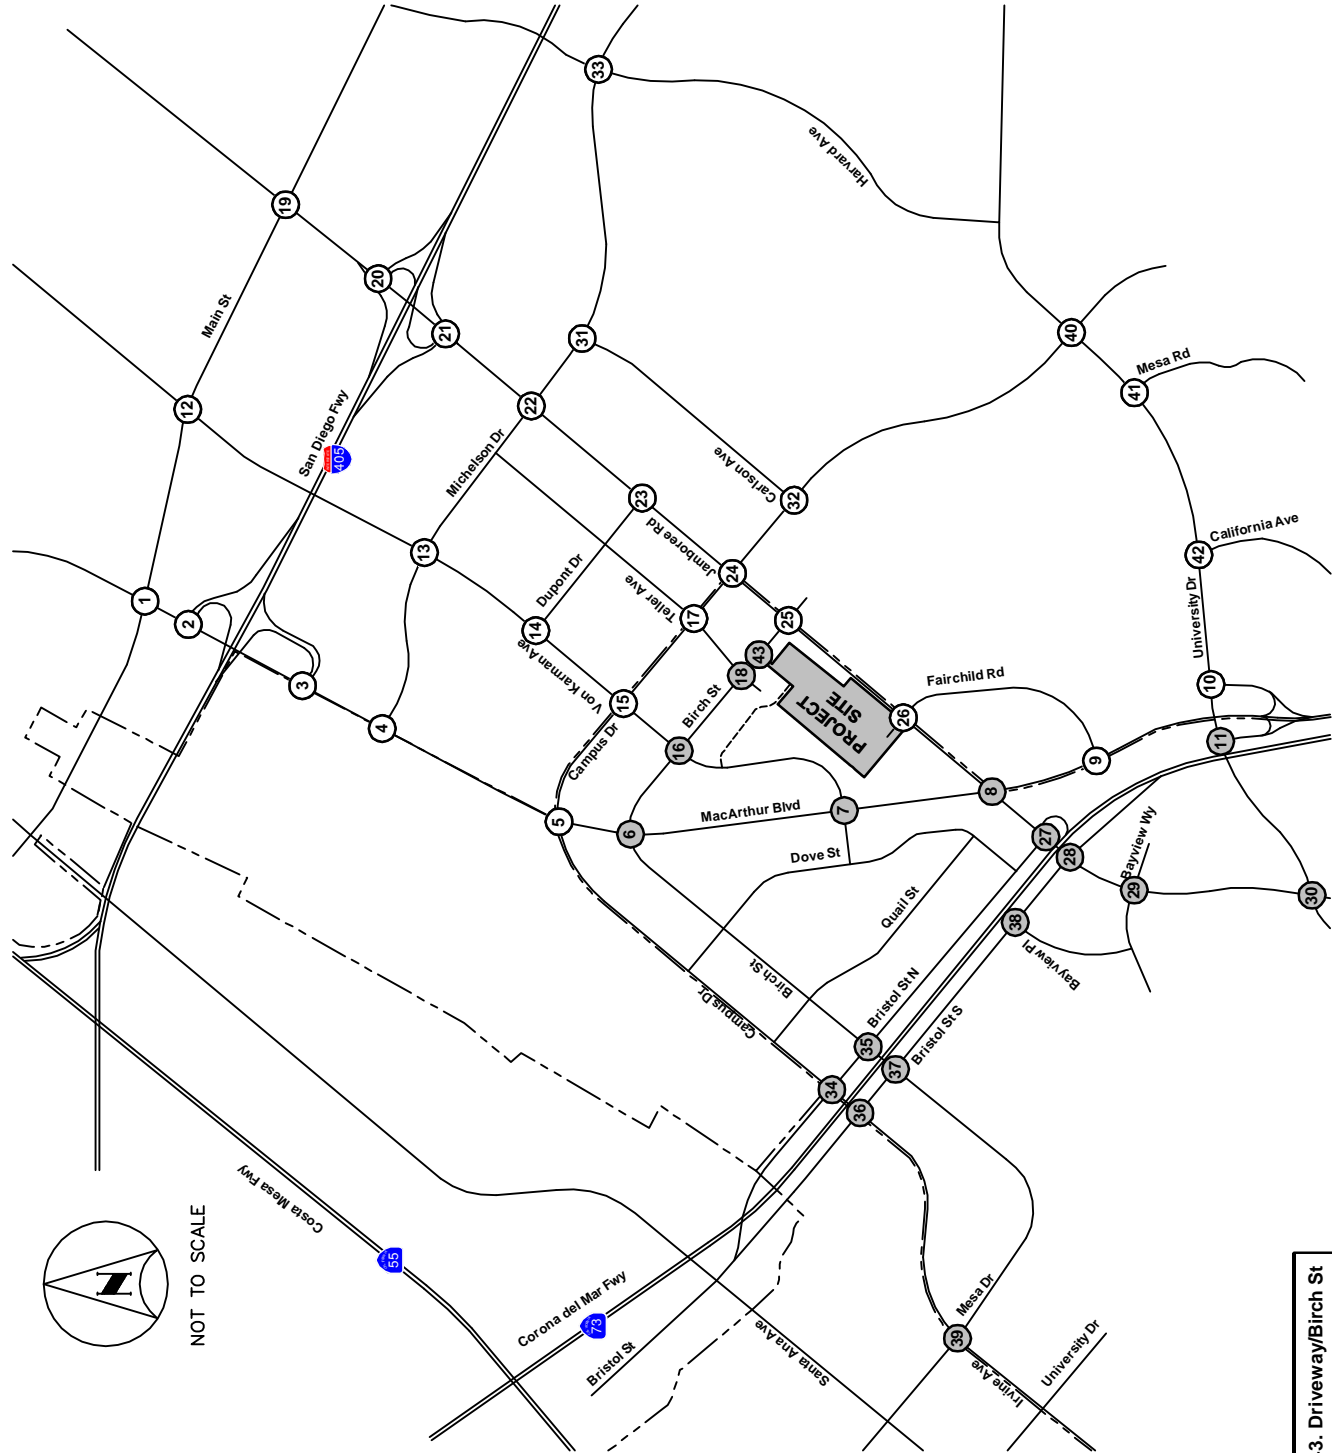 33
Harvard Ave
19
20
Main St
21
12
31
40
Mesa Rd
41
22
San Diego Fwy
405
Michelson Dr
Carlson Ave
32
23
13
Jamboree Rd
California Ave
42
University Dr
24
Dupont Dr
Teller Ave
1
2
14
17
25
Von Karman Ave
43
18
3
Fairchild Rd
10
15
Birch St
4
PROJECT
SITE
26
Campus Dr
16
11
9
8
5
6
MacArthur Blvd
7
27
28
Dove St
Bayview Wy
29
30
Quail St
38
Bayview Pl
Birch St
Bristol St N
Campus Dr
35
Bristol St S
37
34
36
NOT TO SCALE
N
Costa Mesa Fwy
55
Corona del Mar Fwy
73
Bristol St
Santa Ana Ave
Mesa Dr
39
Irvine Ave
University Dr
3. Driveway/Birch St